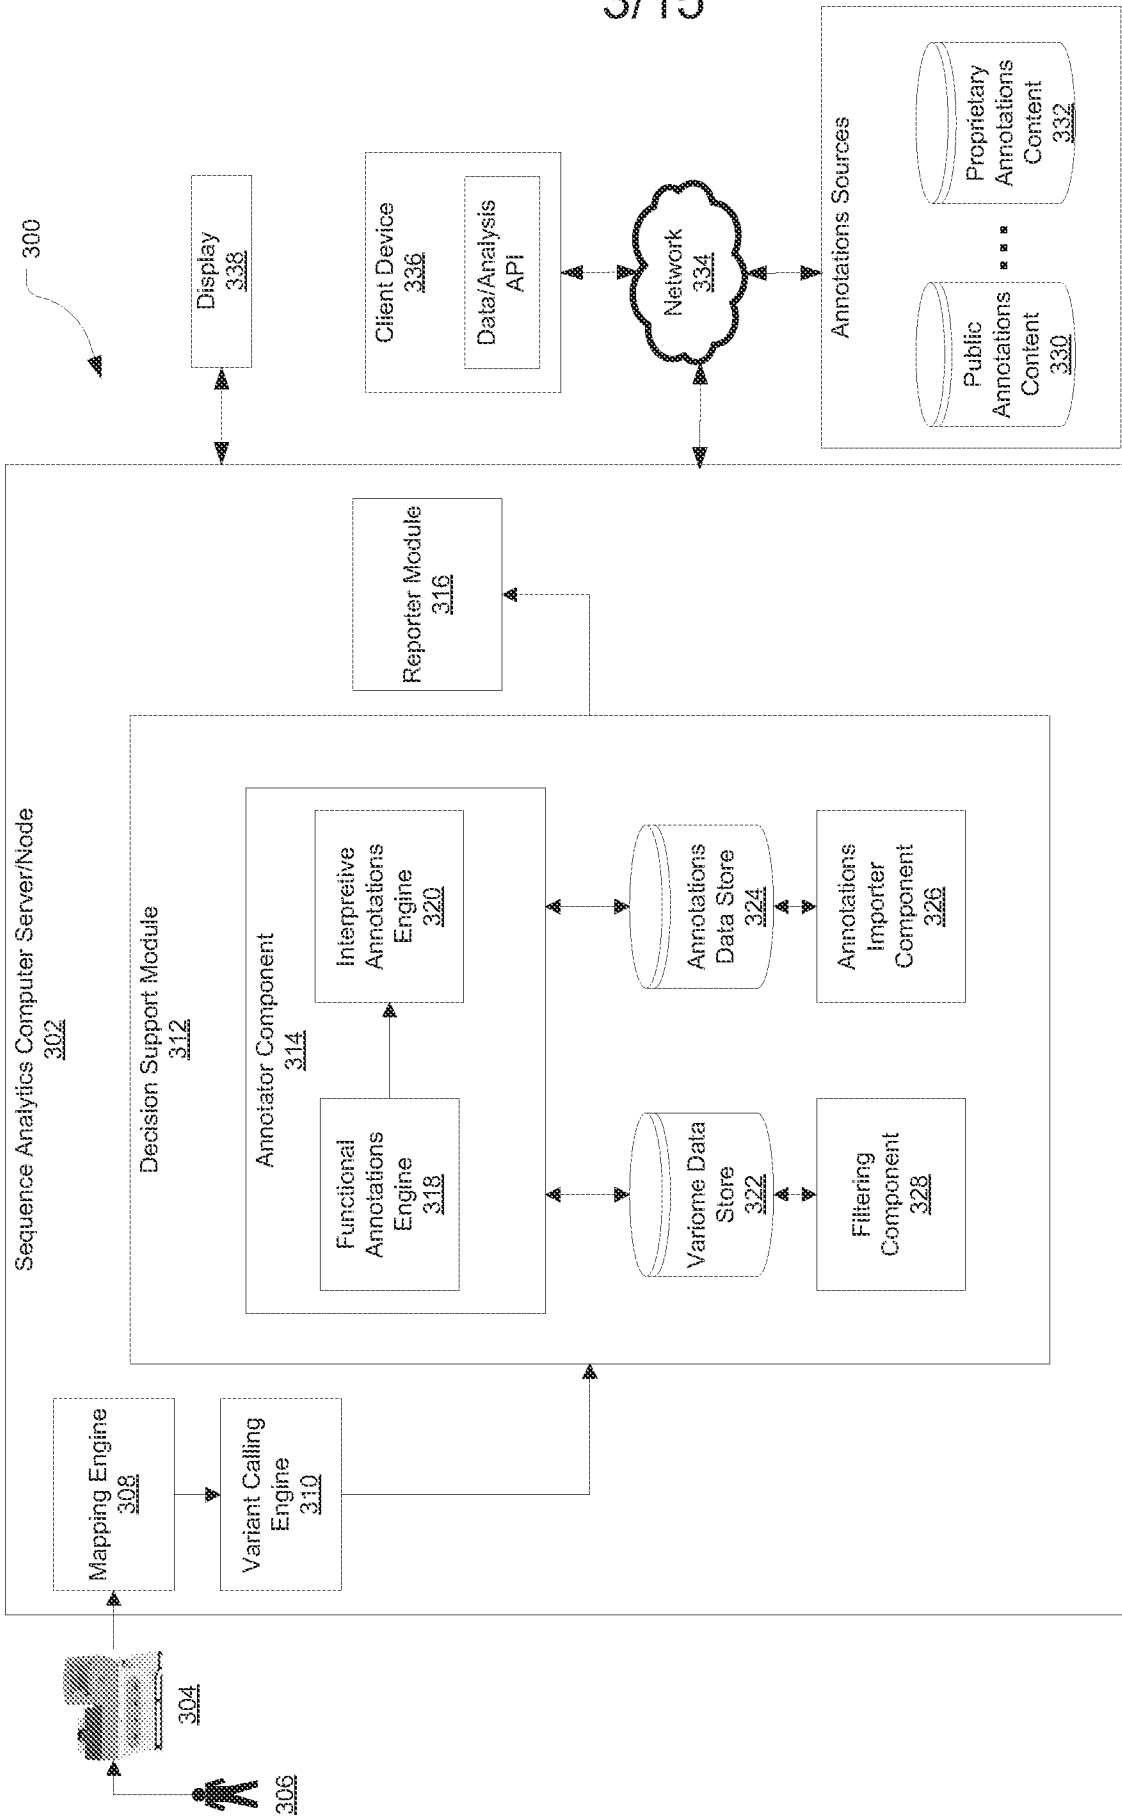 3/15
300
Sequence Analytics Computer Server/Node
302
304
306
Mapping Engine
308
Variant Calling
Engine
310
Decision Support Module
312
Annotator Component
314
Functional
Annotations
Engine
318
Interpretive
Annotations
Engine
320
Variome Data
Store
322
Annotations
Data Store
324
Filtering
Component
328
Annotations
Importer
Component
326
Reporter Module
316
Display
338
Client Device
336
Data/Analysis
API
Network
334
Annotations Sources
Public
Annotations
Content
330
Proprietary
Annotations
Content
332